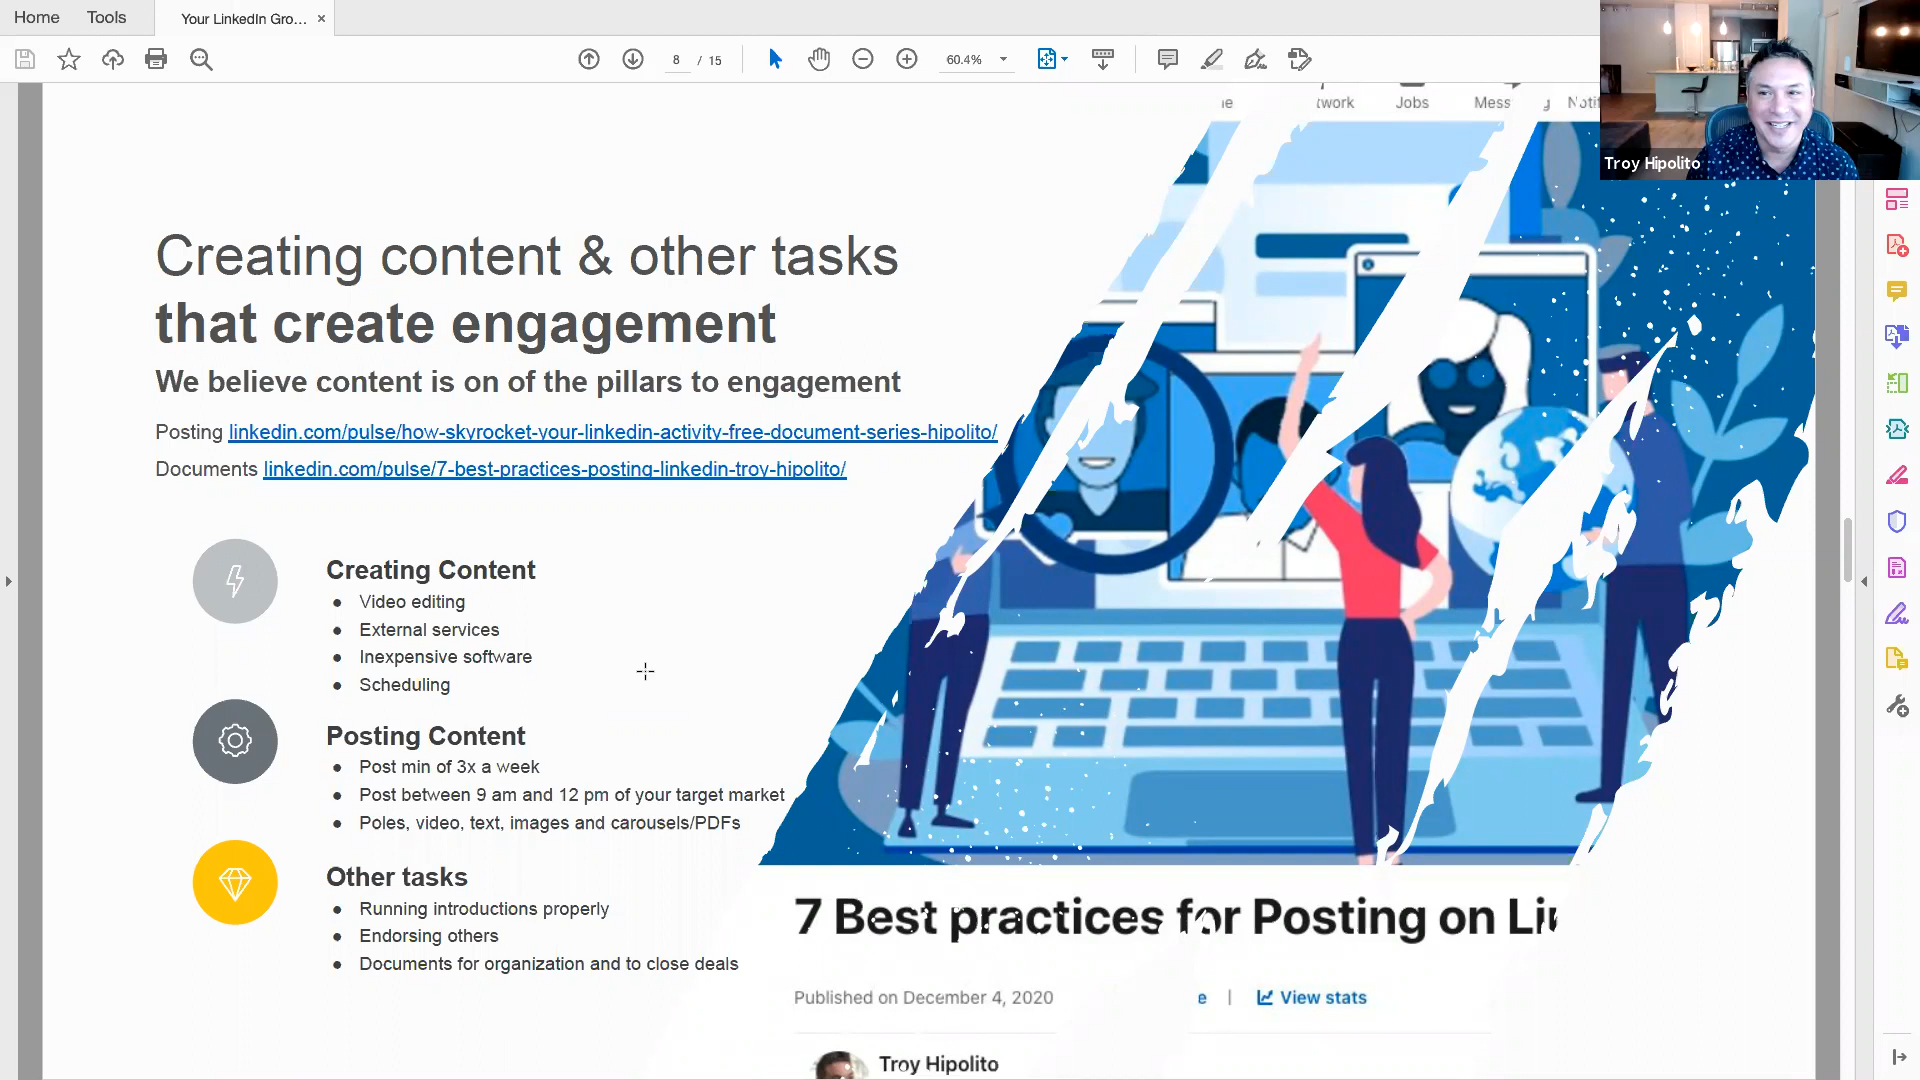 Home
Tools
Your LinkedIn Gro...
8 / 15
60.4%
Jobs
Troy Hipolito
Creating content & other tasks
that create engagement
We believe content is on of the pillars to engagement
Posting linkedin.com/pulse/how-skyrocket-your-linkedin-activity-free-document-series-hipolito/
Documents linkedin.com/pulse/7-best-practices-posting-linkedin-troy-hipolito/
Creating Content
● Video editing
● External services
● Inexpensive software
● Scheduling
Posting Content
● Post min of 3x a week
● Post between 9 am and 12 pm of your target market
● Poles, video, text, images and carousels/PDFs
Other tasks
● Running introductions properly
● Endorsing others
● Documents for organization and to close deals
7 Best practices for Posting on
Published on December 4, 2020
| View stats
Troy Hipolito